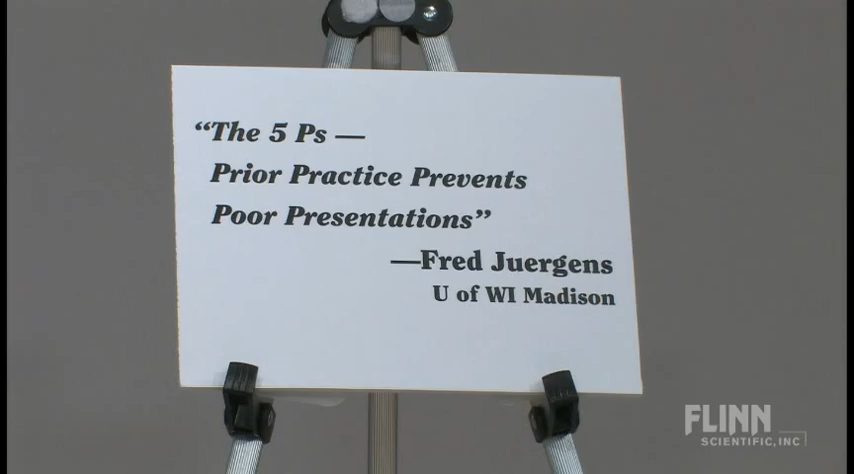 “The 5 Ps —
Prior Practice Prevents
Poor Presentations”
—Fred Juergens
U of WI Madison
FLINN
SCIENTIFIC, INC